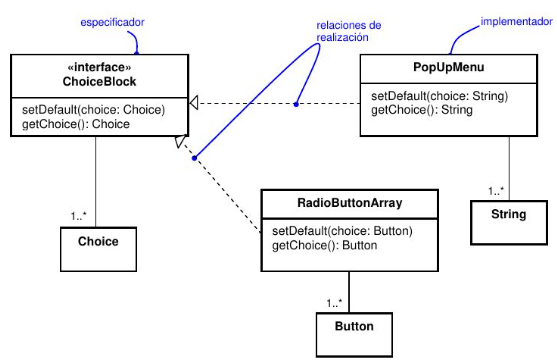 especificador
relaciones de
realización
implementador
«interface»
ChoiceBlock
setDefault(choice: Choice)
getChoice(): Choice
PopUpMenu
setDefault(choice: String)
getChoice(): String
1..*
Choice
RadioButtonArray
setDefault(choice: Button)
getChoice(): Button
1..*
String
1..*
Button